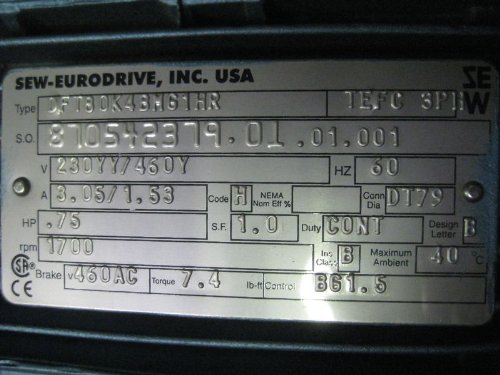 SEW-EURODRIVE, INC. USA
SEW
Type DFT80K4BMG1HR TEFC 3PH
S.O. 870542379.01.01.001
V 230YY/460Y HZ 60
A 3.05/1.53 Code H NEMA Nom Eff % Conn Dia DT79
HP .75 S.F. 1.0 Duty CONT Design Letter B
rpm 1700 Ins Class B Maximum Ambient 40 °C
Brake V 460AC Torque 7.4 lb-ft Control BG1.5